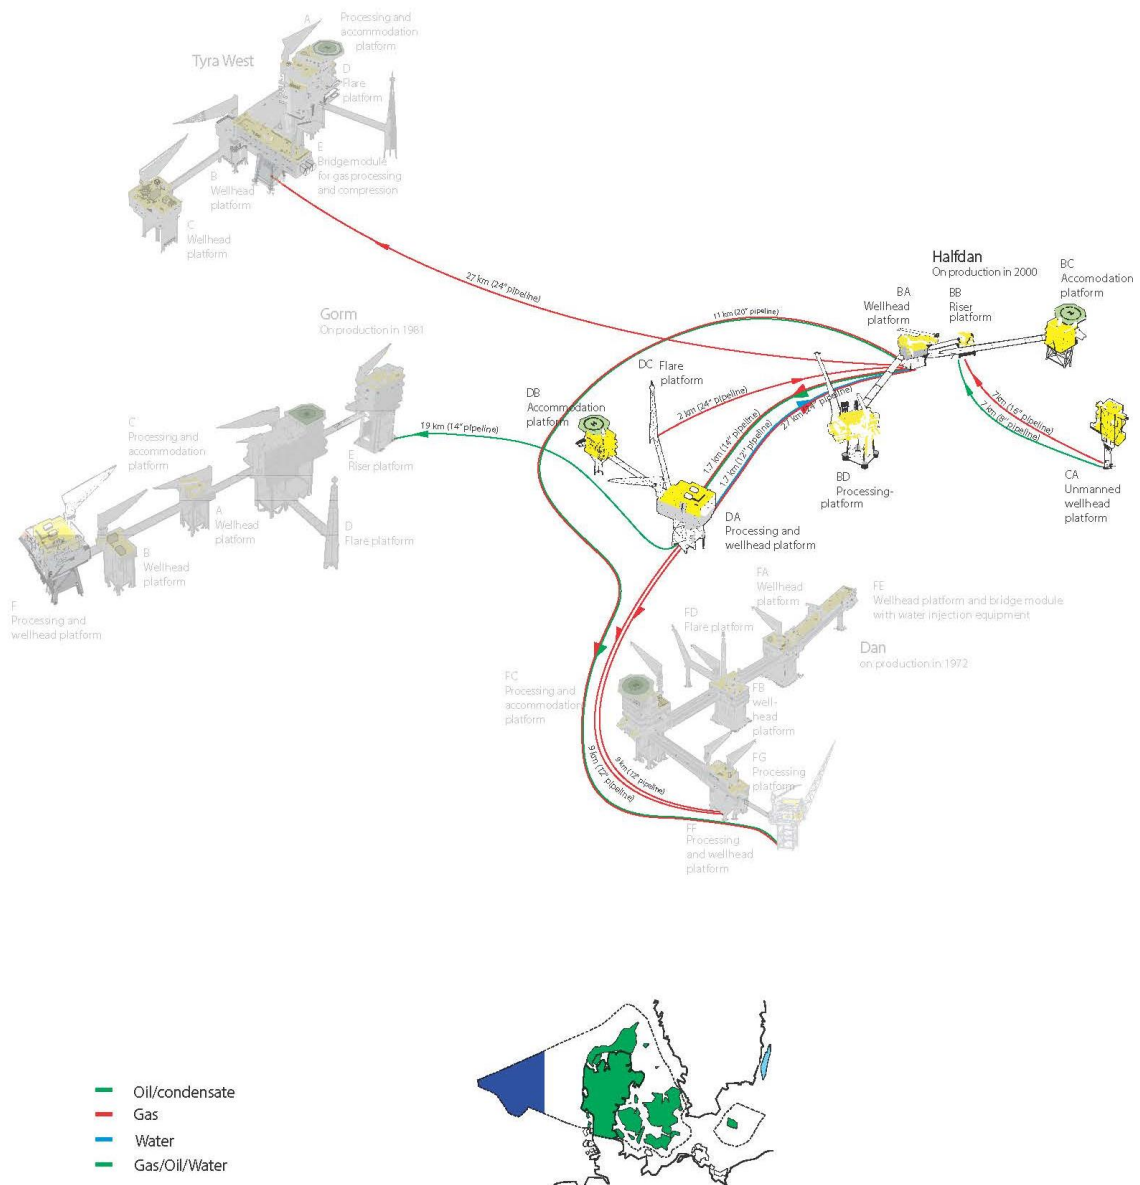 A
Processing and
accommodation
platform
Tyra West
D
Flare
platform
E
Bridge module
for gas processing
and compression
B
Wellhead
platform
C
Wellhead
platform
27 km (24" pipeline)
Halfdan
On production in 2000
BA
Wellhead
platform
BB
Riser
platform
BC
Accomodation
platform
Gorm
On production in 1981
11 km (20" pipeline)
DC Flare
platform
DB
Accommodation
platform
2 km (24" pipeline)
27 km
pipeline)
7km (16" pipeline)
7 km (8" pipeline)
C
Processing and
accommodation
platform
19 km (14" pipeline)
E
Riser platform
1.7 km (14" pipeline)
1.7 km (12" pipeline)
BD
Processing-
platform
CA
Unmanned
wellhead
platform
DA
Processing and
wellhead platform
A
Wellhead
platform
D
Flare platform
B
Wellhead
platform
F
Processing and
wellhead platform
FA
Wellhead
platform
FE
Wellhead platform and bridge module
with water injection equipment
FD
Flare platform
Dan
on production in 1972
FC
Processing and
accommodation
platform
FB
well-
head
platform
FG
Processing
platform
9 km (12" pipeline)
9 km (12" pipeline)
FF
Processing
and wellhead
platform
Oil/condensate
Gas
Water
Gas/Oil/Water